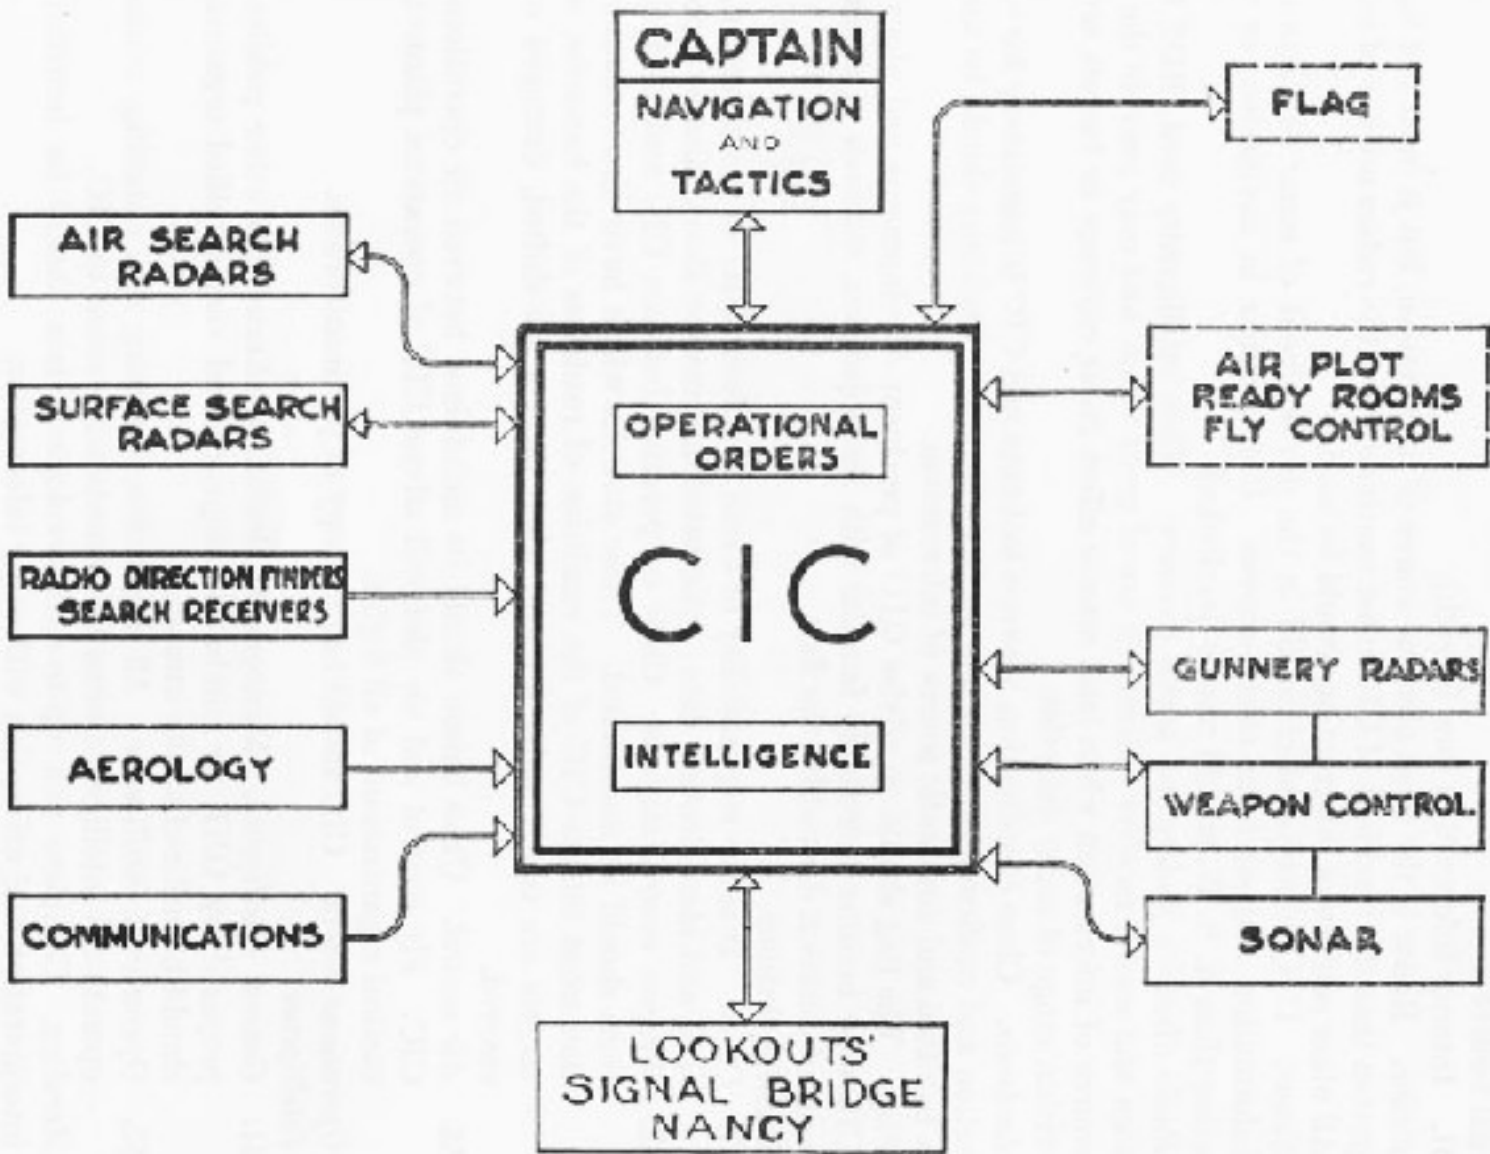 CAPTAIN
NAVIGATION
AND
TACTICS
FLAG
AIR SEARCH
RADARS
SURFACE SEARCH
RADARS
RADIO DIRECTION FINDERS
SEARCH RECEIVERS
AEROLOGY
COMMUNICATIONS
OPERATIONAL
ORDERS
CIC
INTELLIGENCE
AIR PLOT
READY ROOMS
FLY CONTROL
GUNNERY RADARS
WEAPON CONTROL.
SONAR
LOOKOUTS'
SIGNAL BRIDGE
NANCY